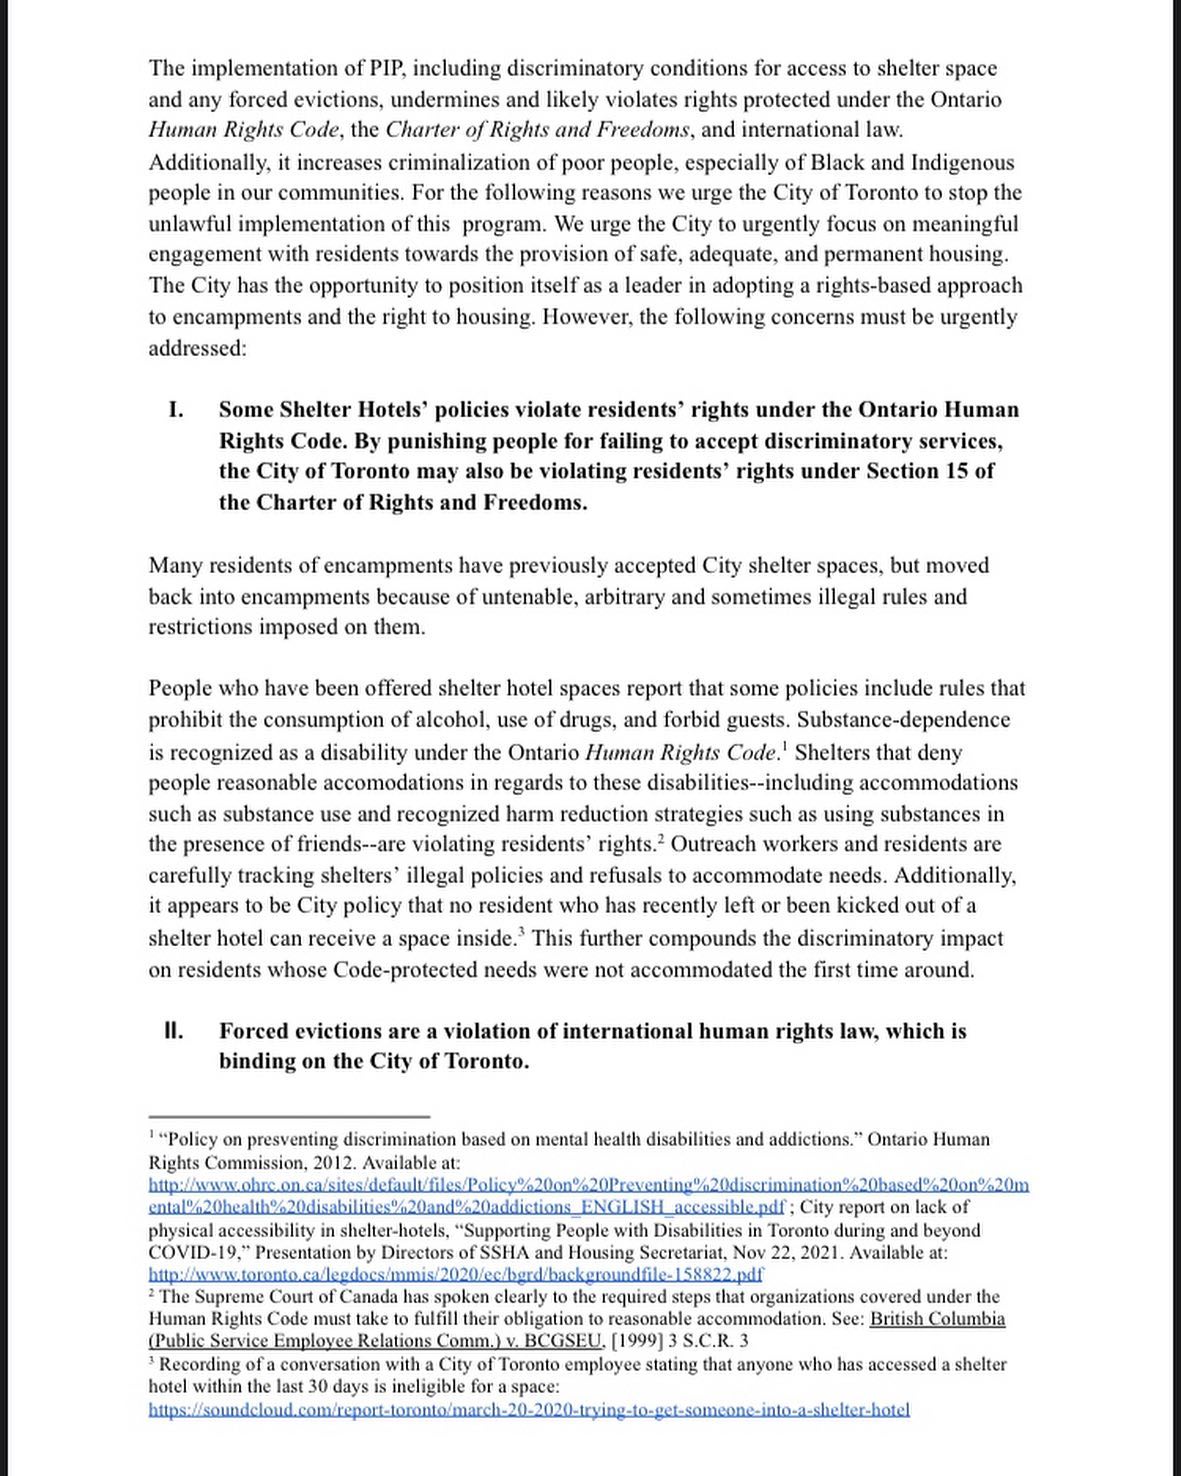 The implementation of PIP, including discriminatory conditions for access to shelter space
and any forced evictions, undermines and likely violates rights protected under the Ontario
Human Rights Code, the Charter of Rights and Freedoms, and international law.
Additionally, it increases criminalization of poor people, especially of Black and Indigenous
people in our communities. For the following reasons we urge the City of Toronto to stop the
unlawful implementation of this  program. We urge the City to urgently focus on meaningful
engagement with residents towards the provision of safe, adequate, and permanent housing.
The City has the opportunity to position itself as a leader in adopting a rights-based approach
to encampments and the right to housing. However, the following concerns must be urgently
addressed:
I. Some Shelter Hotels’ policies violate residents’ rights under the Ontario Human
Rights Code. By punishing people for failing to accept discriminatory services,
the City of Toronto may also be violating residents’ rights under Section 15 of
the Charter of Rights and Freedoms.
Many residents of encampments have previously accepted City shelter spaces, but moved
back into encampments because of untenable, arbitrary and sometimes illegal rules and
restrictions imposed on them.
People who have been offered shelter hotel spaces report that some policies include rules that
prohibit the consumption of alcohol, use of drugs, and forbid guests. Substance-dependence
is recognized as a disability under the Ontario Human Rights Code.1 Shelters that deny
people reasonable accomodations in regards to these disabilities--including accommodations
such as substance use and recognized harm reduction strategies such as using substances in
the presence of friends--are violating residents’ rights.2 Outreach workers and residents are
carefully tracking shelters’ illegal policies and refusals to accommodate needs. Additionally,
it appears to be City policy that no resident who has recently left or been kicked out of a
shelter hotel can receive a space inside.3 This further compounds the discriminatory impact
on residents whose Code-protected needs were not accommodated the first time around.
II. Forced evictions are a violation of international human rights law, which is
binding on the City of Toronto.
1 “Policy on presventing discrimination based on mental health disabilities and addictions.” Ontario Human
Rights Commission, 2012. Available at:
http://www.ohrc.on.ca/sites/default/files/Policy%20on%20Preventing%20discrimination%20based%20on%20m
ental%20health%20disabilities%20and%20addictions_ENGLISH_accessible.pdf ; City report on lack of
physical accessibility in shelter-hotels, “Supporting People with Disabilities in Toronto during and beyond
COVID-19,” Presentation by Directors of SSHA and Housing Secretariat, Nov 22, 2021. Available at:
http://www.toronto.ca/legdocs/mmis/2020/ec/bgrd/backgroundfile-158822.pdf
2 The Supreme Court of Canada has spoken clearly to the required steps that organizations covered under the
Human Rights Code must take to fulfill their obligation to reasonable accommodation. See: British Columbia
(Public Service Employee Relations Comm.) v. BCGSEU, [1999] 3 S.C.R. 3
3 Recording of a conversation with a City of Toronto employee stating that anyone who has accessed a shelter
hotel within the last 30 days is ineligible for a space:
https://soundcloud.com/report-toronto/march-20-2020-trying-to-get-someone-into-a-shelter-hotel